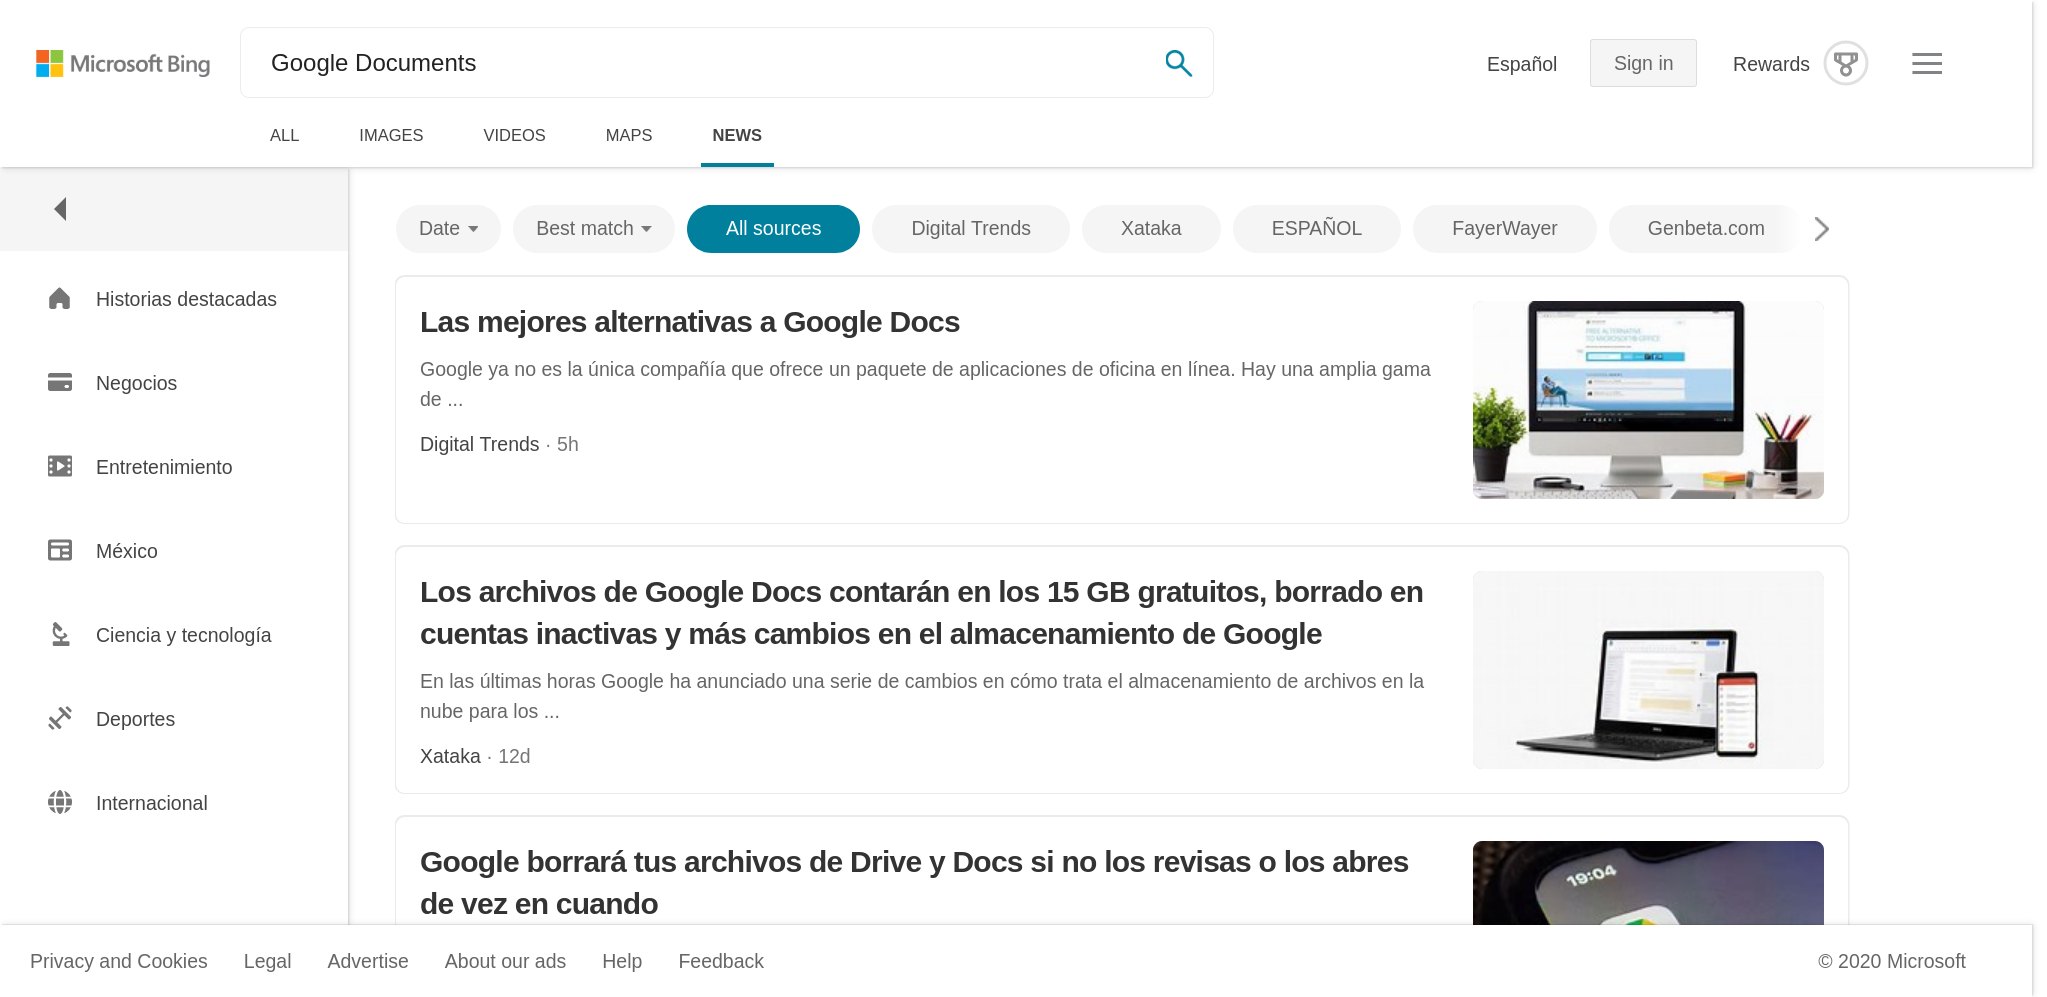 Microsoft Bing
Google Documents
Español
Sign in
Rewards
ALL
IMAGES
VIDEOS
MAPS
NEWS
Date
Best match
All sources
Digital Trends
Xataka
ESPAÑOL
FayerWayer
Genbeta.com
Historias destacadas
Negocios
Entretenimiento
México
Ciencia y tecnología
Deportes
Internacional
Las mejores alternativas a Google Docs
Google ya no es la única compañía que ofrece un paquete de aplicaciones de oficina en línea. Hay una amplia gama
de ...
Digital Trends · 5h
FREE ALTERNATIVE
TO MICROSOFT® OFFICE
Los archivos de Google Docs contarán en los 15 GB gratuitos, borrado en
cuentas inactivas y más cambios en el almacenamiento de Google
En las últimas horas Google ha anunciado una serie de cambios en cómo trata el almacenamiento de archivos en la
nube para los ...
Xataka · 12d
Google borrará tus archivos de Drive y Docs si no los revisas o los abres
de vez en cuando
19:04
Privacy and Cookies
Legal
Advertise
About our ads
Help
Feedback
© 2020 Microsoft